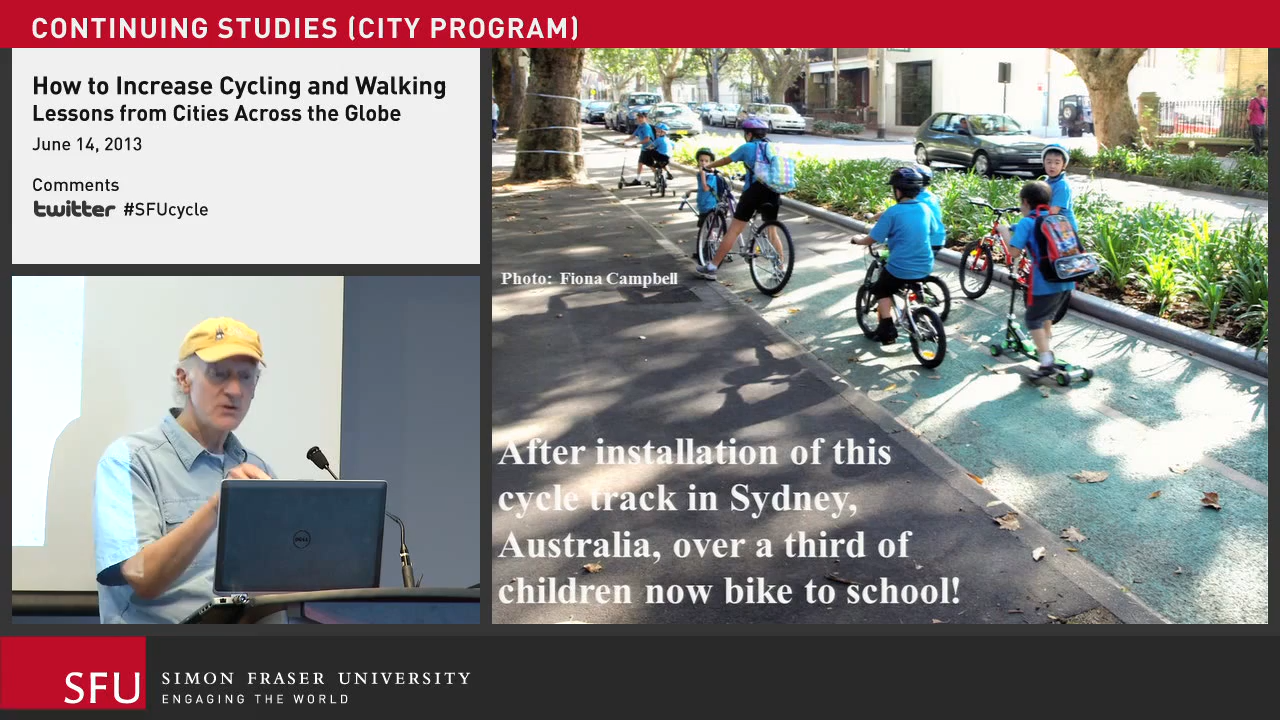 CONTINUING STUDIES (CITY PROGRAM)
How to Increase Cycling and Walking
Lessons from Cities Across the Globe
June 14, 2013
Comments
twitter #SFUcycle
Photo: Fiona Campbell
After installation of this
cycle track in Sydney,
Australia, over a third of
children now bike to school!
DELL
SFU
SIMON FRASER UNIVERSITY
ENGAGING THE WORLD